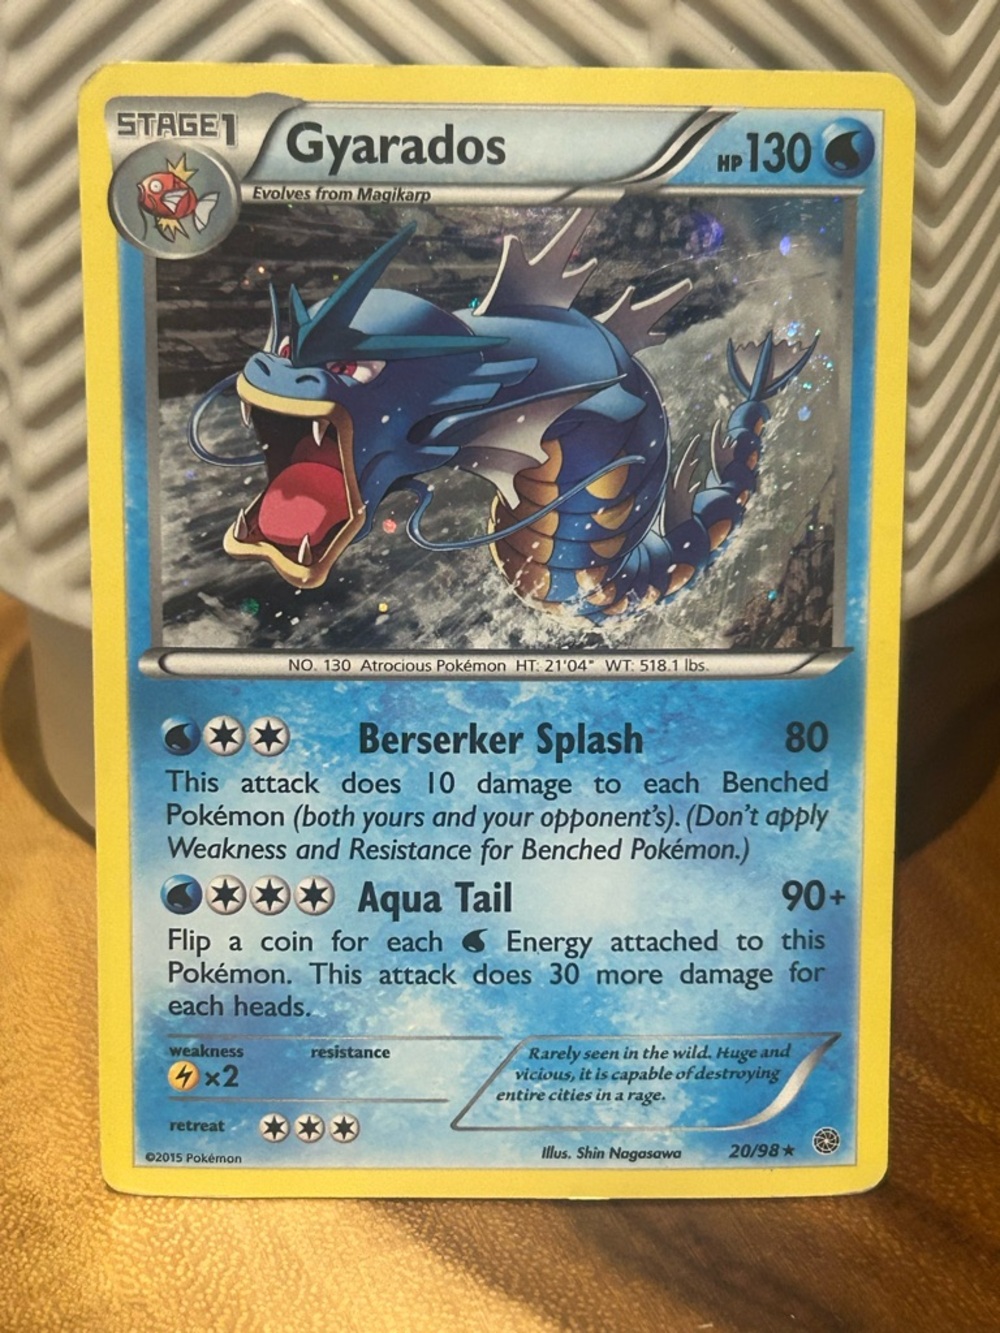 STAGE1
Gyarados
HP 130
Evolves from Magikarp
NO. 130 Atrocious Pokémon HT: 21'04" WT: 518.1 lbs.
Berserker Splash 80
This attack does 10 damage to each Benched
Pokémon (both yours and your opponent's). (Don't apply
Weakness and Resistance for Benched Pokémon.)
Aqua Tail 90+
Flip a coin for each Energy attached to this
Pokémon. This attack does 30 more damage for
each heads.
weakness resistance
×2
Rarely seen in the wild. Huge and
vicious, it is capable of destroying
entire cities in a rage.
retreat
©2015 Pokémon
Illus. Shin Nagasawa
20/98 ★